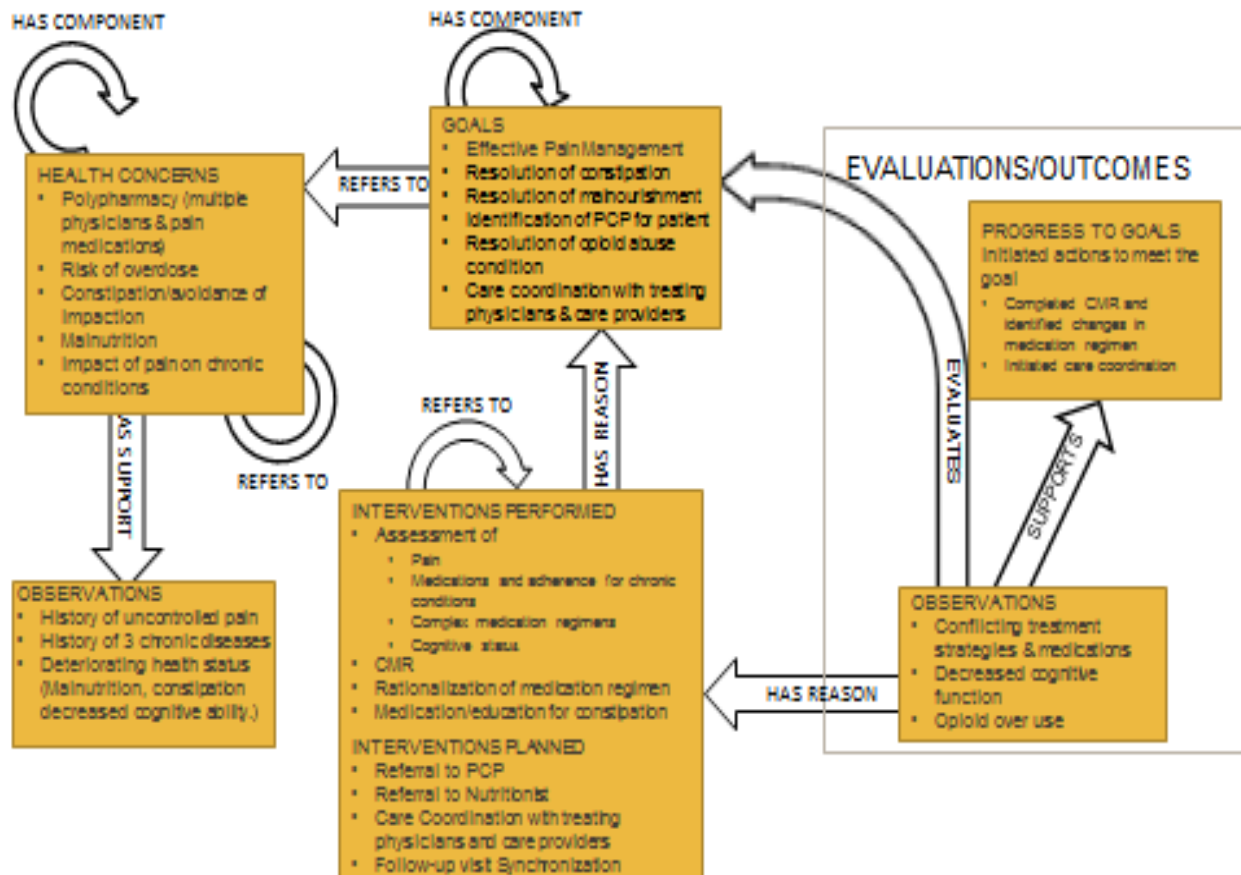 HAS COMPONENT
HAS COMPONENT
GOALS
• Effective Pain Management
• Resolution of constipation
• Resolution of malnourishment
• Identification of PCP for patient
• Resolution of opioid abuse
condition
• Care coordination with treating
physicians & care providers
HEALTH CONCERNS
• Polypharmacy (multiple
physicians & pain
medications)
• Risk of overdose
• Constipation/avoidance of
Impaction
• Malnutrition
• Impact of pain on chronic
conditions
REFERS TO
EVALUATIONS/OUTCOMES
PROGRESS TO GOALS
Initiated actions to meet the
goal
• Completed CMR and
identified changes in
medication regimen
• Initiated care coordination
EVALUATES
SUPPORTS
HAS REASON
REFERS TO
REFERS TO
AS SUPPORT
OBSERVATIONS
• History of uncontrolled pain
• History of 3 chronic diseases
• Deteriorating health status
(Malnutrition, constipation
decreased cognitive ability.)
INTERVENTIONS PERFORMED
• Assessment of
• Pain
• Medications and adherence for chronic
conditions
• Complex medication regimens
• Cognitive status
• CMR
• Rationalization of medication regimen
• Medication/education for constipation
INTERVENTIONS PLANNED
• Referral to PCP
• Referral to Nutritionist
• Care Coordination with treating
physicians and care providers
• Follow-up visit Synchronization
HAS REASON
OBSERVATIONS
• Conflicting treatment
strategies & medications
• Decreased cognitive
function
• Opioid over use